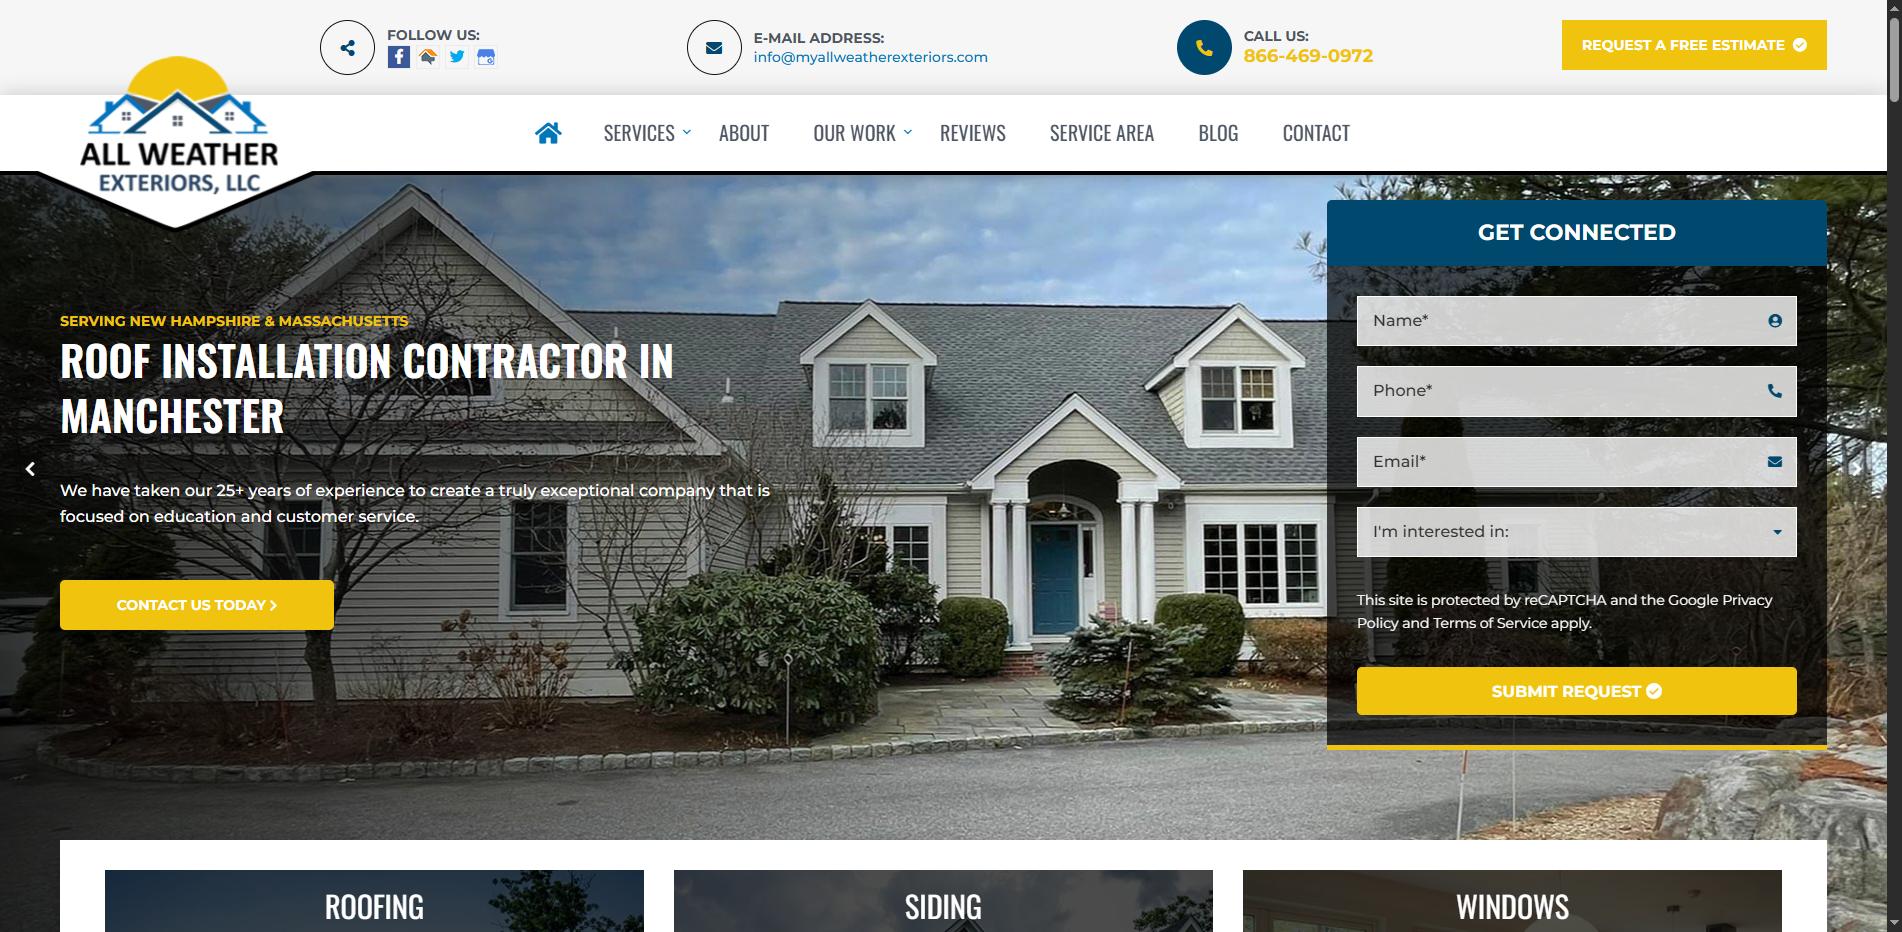 FOLLOW US:
E-MAIL ADDRESS:
info@myallweatherexteriors.com
CALL US:
866-469-0972
REQUEST A FREE ESTIMATE
ALL WEATHER
EXTERIORS, LLC
SERVICES
ABOUT
OUR WORK
REVIEWS
SERVICE AREA
BLOG
CONTACT
SERVING NEW HAMPSHIRE & MASSACHUSETTS
ROOF INSTALLATION CONTRACTOR IN
MANCHESTER
We have taken our 25+ years of experience to create a truly exceptional company that is
focused on education and customer service.
CONTACT US TODAY
GET CONNECTED
Name*
Phone*
Email*
I'm interested in:
This site is protected by reCAPTCHA and the Google Privacy
Policy and Terms of Service apply.
SUBMIT REQUEST
ROOFING
SIDING
WINDOWS